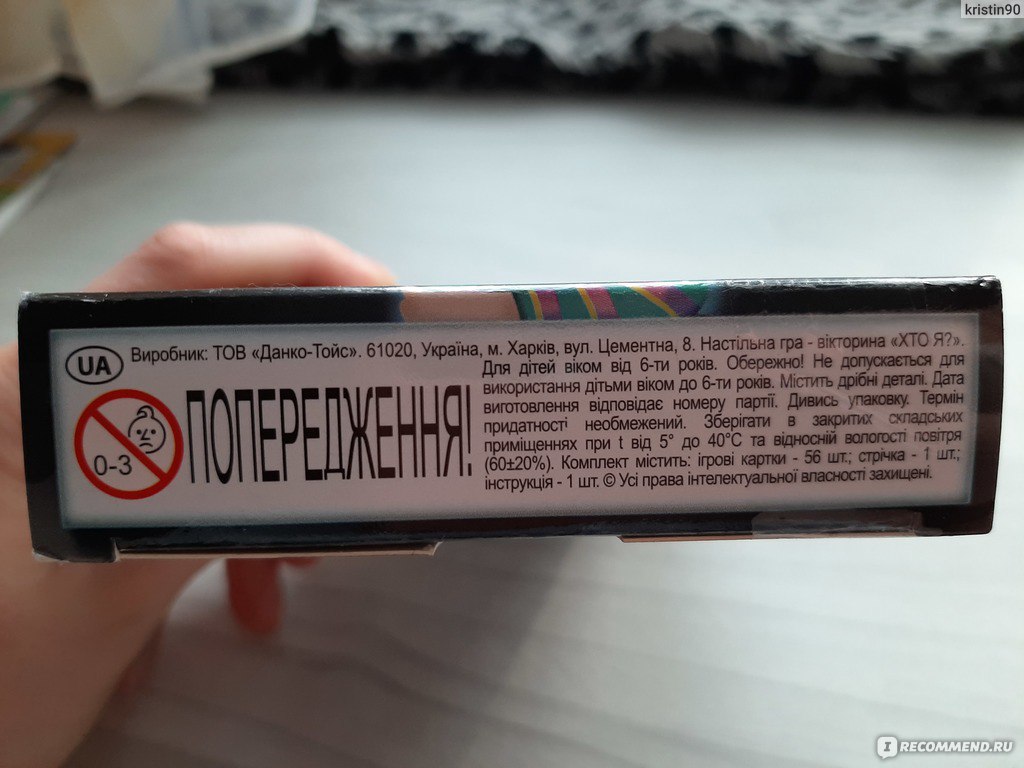 kristin90
UA
Виробник: ТОВ «Данко-Тойс». 61020, Україна, м. Харків, вул. Цементна, 8. Настільна гра - вікторина «ХТО Я?».
0-3
ПОПЕРЕДЖЕННЯ!
Для дітей віком від 6-ти років. Обережно! Не допускається для
використання дітьми віком до 6-ти років. Містить дрібні деталі. Дата
виготовлення відповідає номеру партії. Дивись упаковку. Термін
придатності необмежений. Зберігати в закритих складських
приміщеннях при t від 5° до 40°C та відносній вологості повітря
(60±20%). Комплект містить: ігрові картки - 56 шт.; стрічка - 1 шт.;
інструкція - 1 шт. © Усі права інтелектуальної власності захищені.
I RECOMMEND.RU